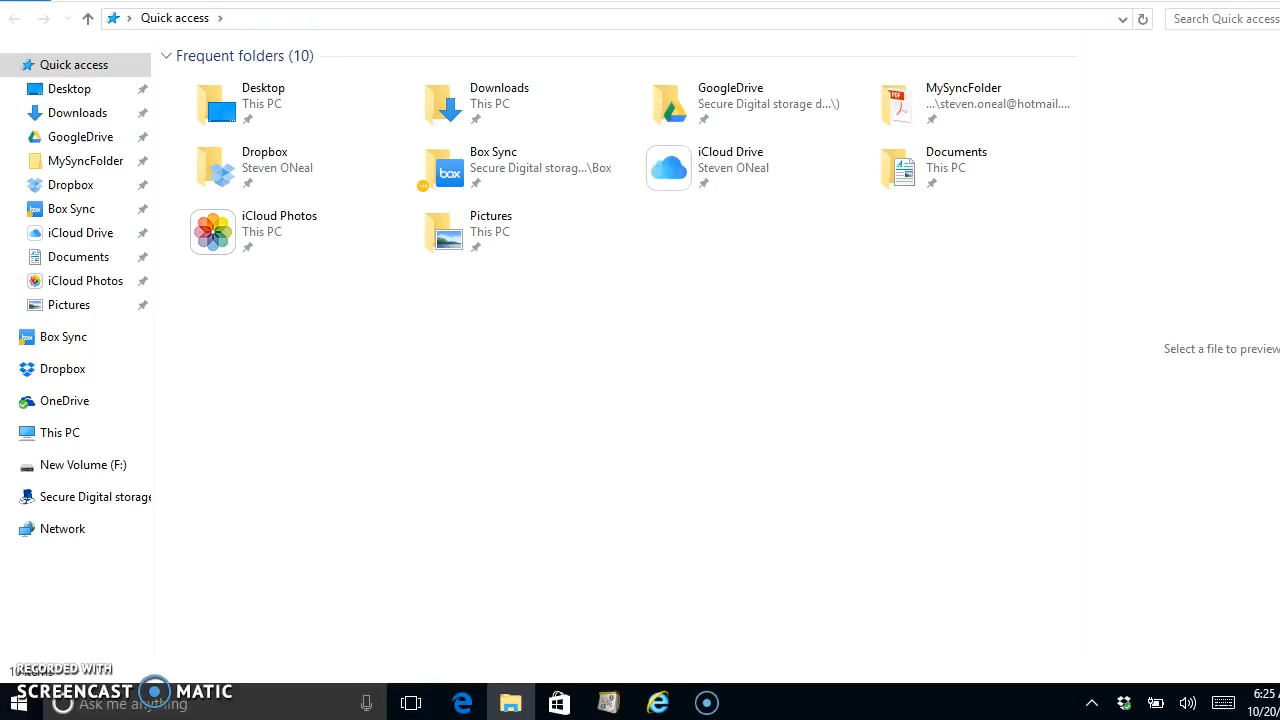 Quick access
Search Quick access
Quick access
Desktop
Downloads
GoogleDrive
MySyncFolder
Dropbox
Box Sync
iCloud Drive
Documents
iCloud Photos
Pictures
Box Sync
Dropbox
OneDrive
This PC
New Volume (F:)
Secure Digital storage
Network
Frequent folders (10)
Desktop
This PC
Downloads
This PC
GoogleDrive
Secure Digital storage d...\)
PDF
MySyncFolder
...\steven.oneal@hotmail....
Dropbox
Steven ONeal
box
Box Sync
Secure Digital storag...\Box
iCloud Drive
Steven ONeal
Documents
This PC
iCloud Photos
This PC
Pictures
This PC
Select a file to preview
10 items
RECORDED WITH
SCREENCAST MATIC
Ask me anything
6:25
10/20/